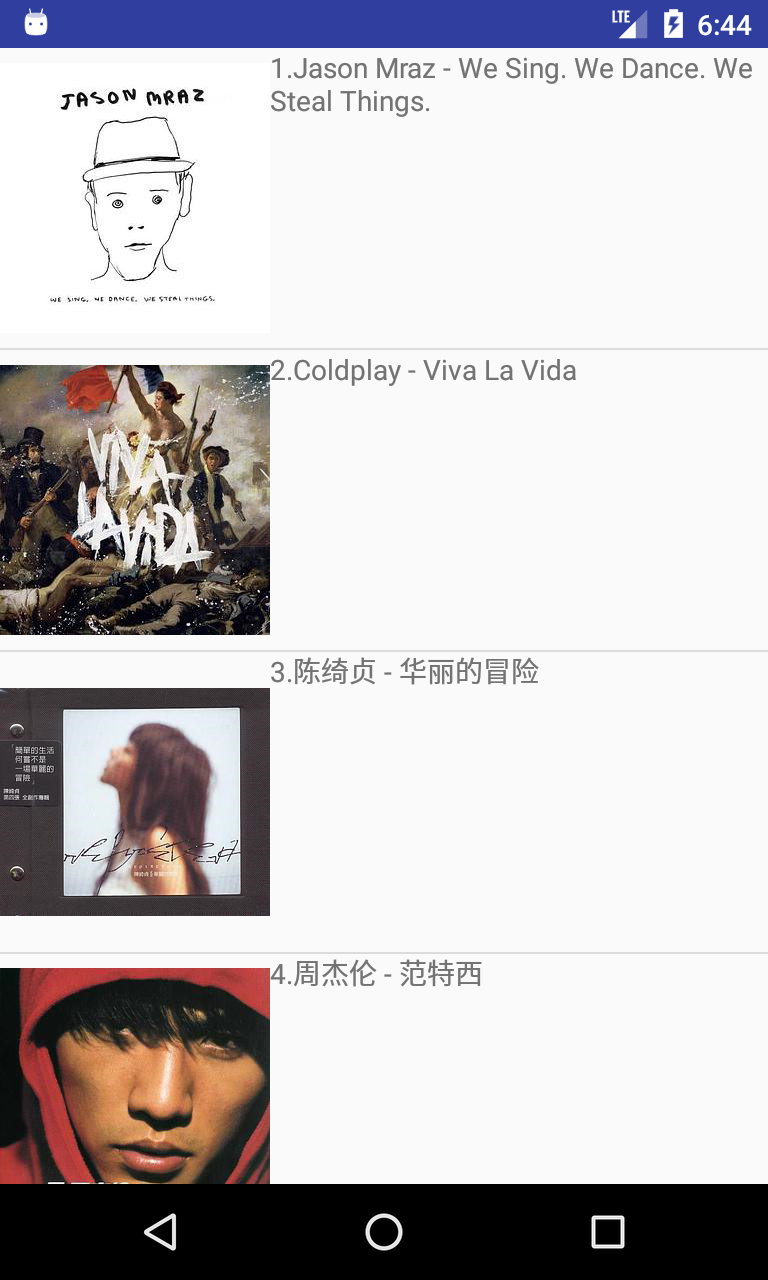 LTE 6:44
1.Jason Mraz - We Sing. We Dance. We
Steal Things.
JASON MRAZ
WE SING. WE DANCE. WE STEAL THINGS.
2.Coldplay - Viva La Vida
VIVA
LA VIDA
3.陈绮贞 - 华丽的冒险
「簡單的生活
何嘗不是
一場華麗的
冒險」
陳綺貞
第四張 全創作專輯
4.周杰伦 - 范特西